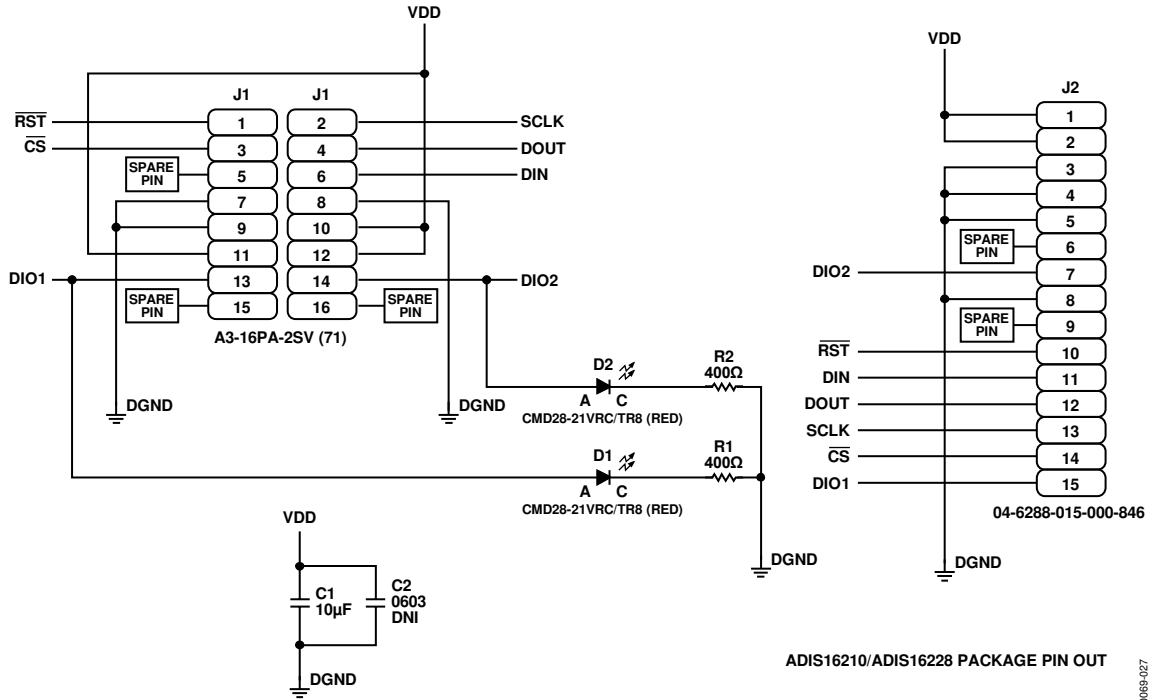 VDD
J1 J1
RST 1 2 SCLK
CS 3 4 DOUT
SPARE PIN 5 6 DIN
7 8
9 10
11 12
DIO1 13 14 DIO2
SPARE PIN 15 16 SPARE PIN
A3-16PA-2SV (71)
DGND
DGND
D2
A C
CMD28-21VRC/TR8 (RED)
R2
400Ω
D1
A C
CMD28-21VRC/TR8 (RED)
R1
400Ω
DGND
VDD
C1
10µF
C2
0603
DNI
DGND
VDD
J2
1
2
3
4
5
SPARE PIN 6
DIO2 7
8
SPARE PIN 9
RST 10
DIN 11
DOUT 12
SCLK 13
CS 14
DIO1 15
04-6288-015-000-846
DGND
ADIS16210/ADIS16228 PACKAGE PIN OUT